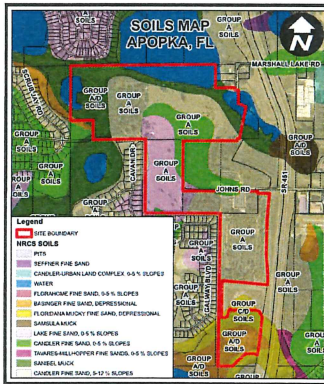 SOILS MAP
APOPKA, FL
N
MARSHALL LAKE RD
SCRUBJAY RD
GROUP
A/D
SOILS
GROUP
A
SOILS
GROUP
A
SOILS
GROUP
A/D
SOILS
GROUP
A/D
SOILS
GROUP
A
SOILS
GROUP
A
SOILS
GROUP
A
SOILS
GROUP
A
SOILS
GROUP
A
SOILS
JOHNS RD
SR 451
GROUP
A
SOILS
GROUP
A
SOILS
GROUP
C/D
SOILS
GROUP
A/D
SOILS
GROUP
A
SOILS
Legend
SITE BOUNDARY
NRCS SOILS
PITS
SEFFNER FINE SAND
CANDLER-URBAN LAND COMPLEX 0-5 % SLOPES
WATER
FLORAHOME FINE SAND, 0-5 % SLOPES
BASINGER FINE SAND, DEPRESSIONAL
FLORIDANA MUCKY FINE SAND, DEPRESSIONAL
SAMSULA MUCK
LAKE FINE SAND, 0-5 % SLOPES
CANDLER FINE SAND, 0-5 % SLOPES
TAVARES-MILLHOPPER FINE SANDS, 0-5 % SLOPES
SANIBEL MUCK
CANDLER FINE SAND, 5-12 % SLOPES